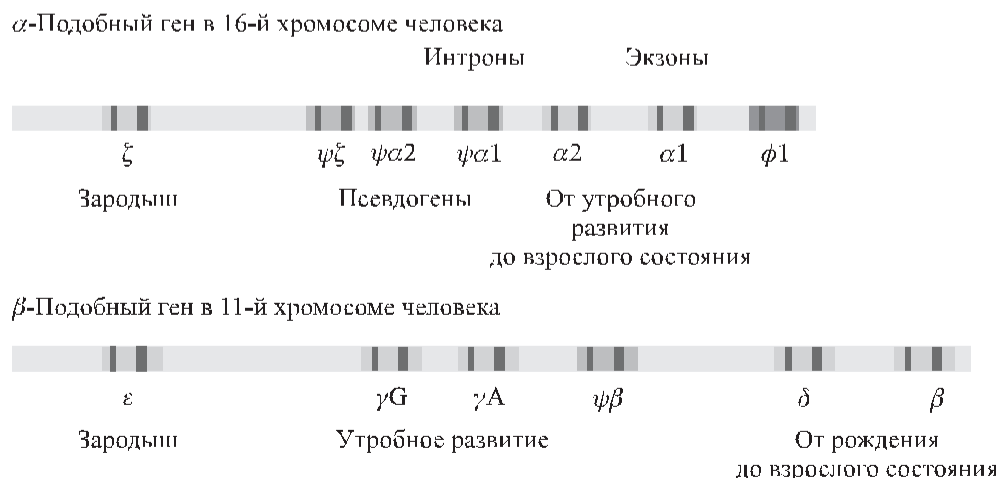 α-Подобный ген в 16-й хромосоме человека
Интроны Экзоны
ζ ψζ ψα2 ψα1 α2 α1 ϕ1
Зародыш Псевдогены От утробного
развития
до взрослого состояния
β-Подобный ген в 11-й хромосоме человека
ε γG γA ψβ δ β
Зародыш Утробное развитие От рождения
до взрослого состояния